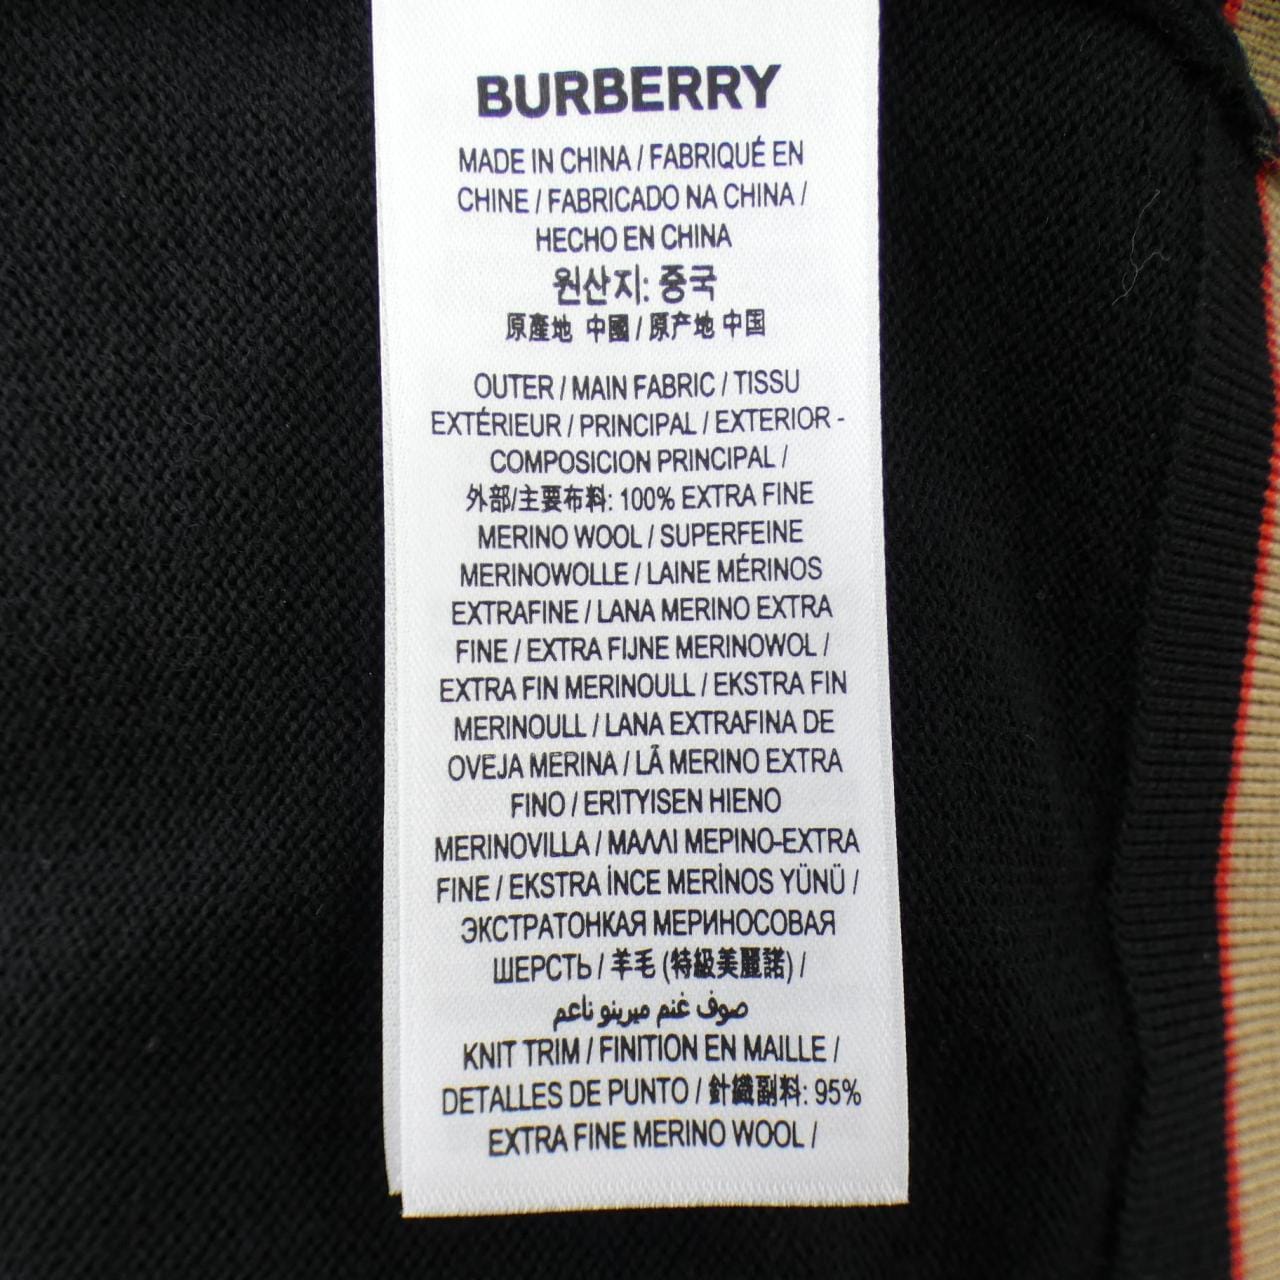 BURBERRY
MADE IN CHINA / FABRIQUÉ EN
CHINE / FABRICADO NA CHINA /
HECHO EN CHINA
원산지: 중국
原產地 中國 / 原产地 中国
OUTER / MAIN FABRIC / TISSU
EXTÉRIEUR / PRINCIPAL / EXTERIOR -
COMPOSICION PRINCIPAL /
外部/主要布料: 100% EXTRA FINE
MERINO WOOL / SUPERFEINE
MERINOWOLLE / LAINE MÉRINOS
EXTRAFINE / LANA MERINO EXTRA
FINE / EXTRA FIJNE MERINOWOL /
EXTRA FIN MERINOULL / EKSTRA FIN
MERINOULL / LANA EXTRAFINA DE
OVEJA MERINA / LÃ MERINO EXTRA
FINO / ERITYISEN HIENO
MERINOVILLA / ΜΑΛΛΙ ΜΕΡΙΝΟ-EXTRA
FINE / EKSTRA İNCE MERİNOS YÜNÜ /
ЭКСТРАТОНКАЯ МЕРИНОСОВАЯ
ШЕРСТЬ / 羊毛 (特級美麗諾) /
صوف غنم ميرينو ناعم
KNIT TRIM / FINITION EN MAILLE /
DETALLES DE PUNTO / 針織副料: 95%
EXTRA FINE MERINO WOOL /